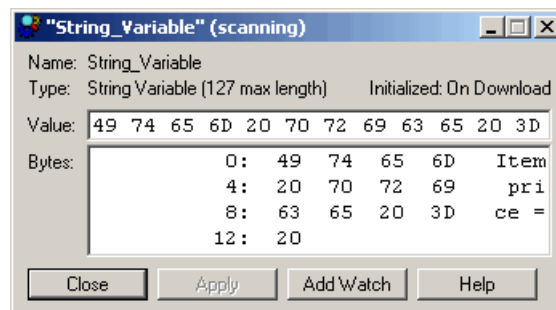 "String_Variable" (scanning)
Name: String_Variable
Type: String Variable (127 max length) Initialized: On Download
Value: 49 74 65 6D 20 70 72 69 63 65 20 3D
Bytes: 0: 49 74 65 6D Item
4: 20 70 72 69 pri
8: 63 65 20 3D ce =
12: 20
Close Apply Add Watch Help